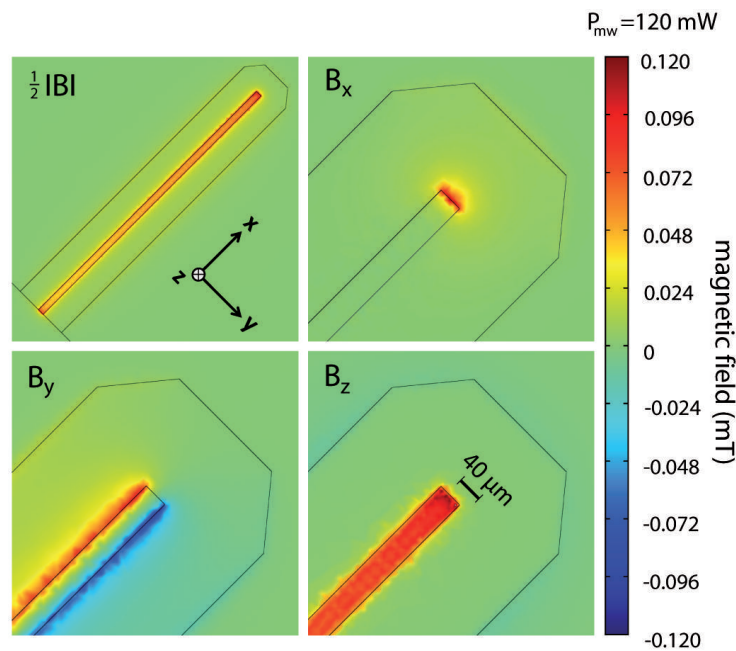 P_mw=120 mW
½ |B|
x
z
y
B_x
B_y
B_z
40 μm
0.120
0.096
0.072
0.048
0.024
0
-0.024
-0.048
-0.072
-0.096
-0.120
magnetic field (mT)